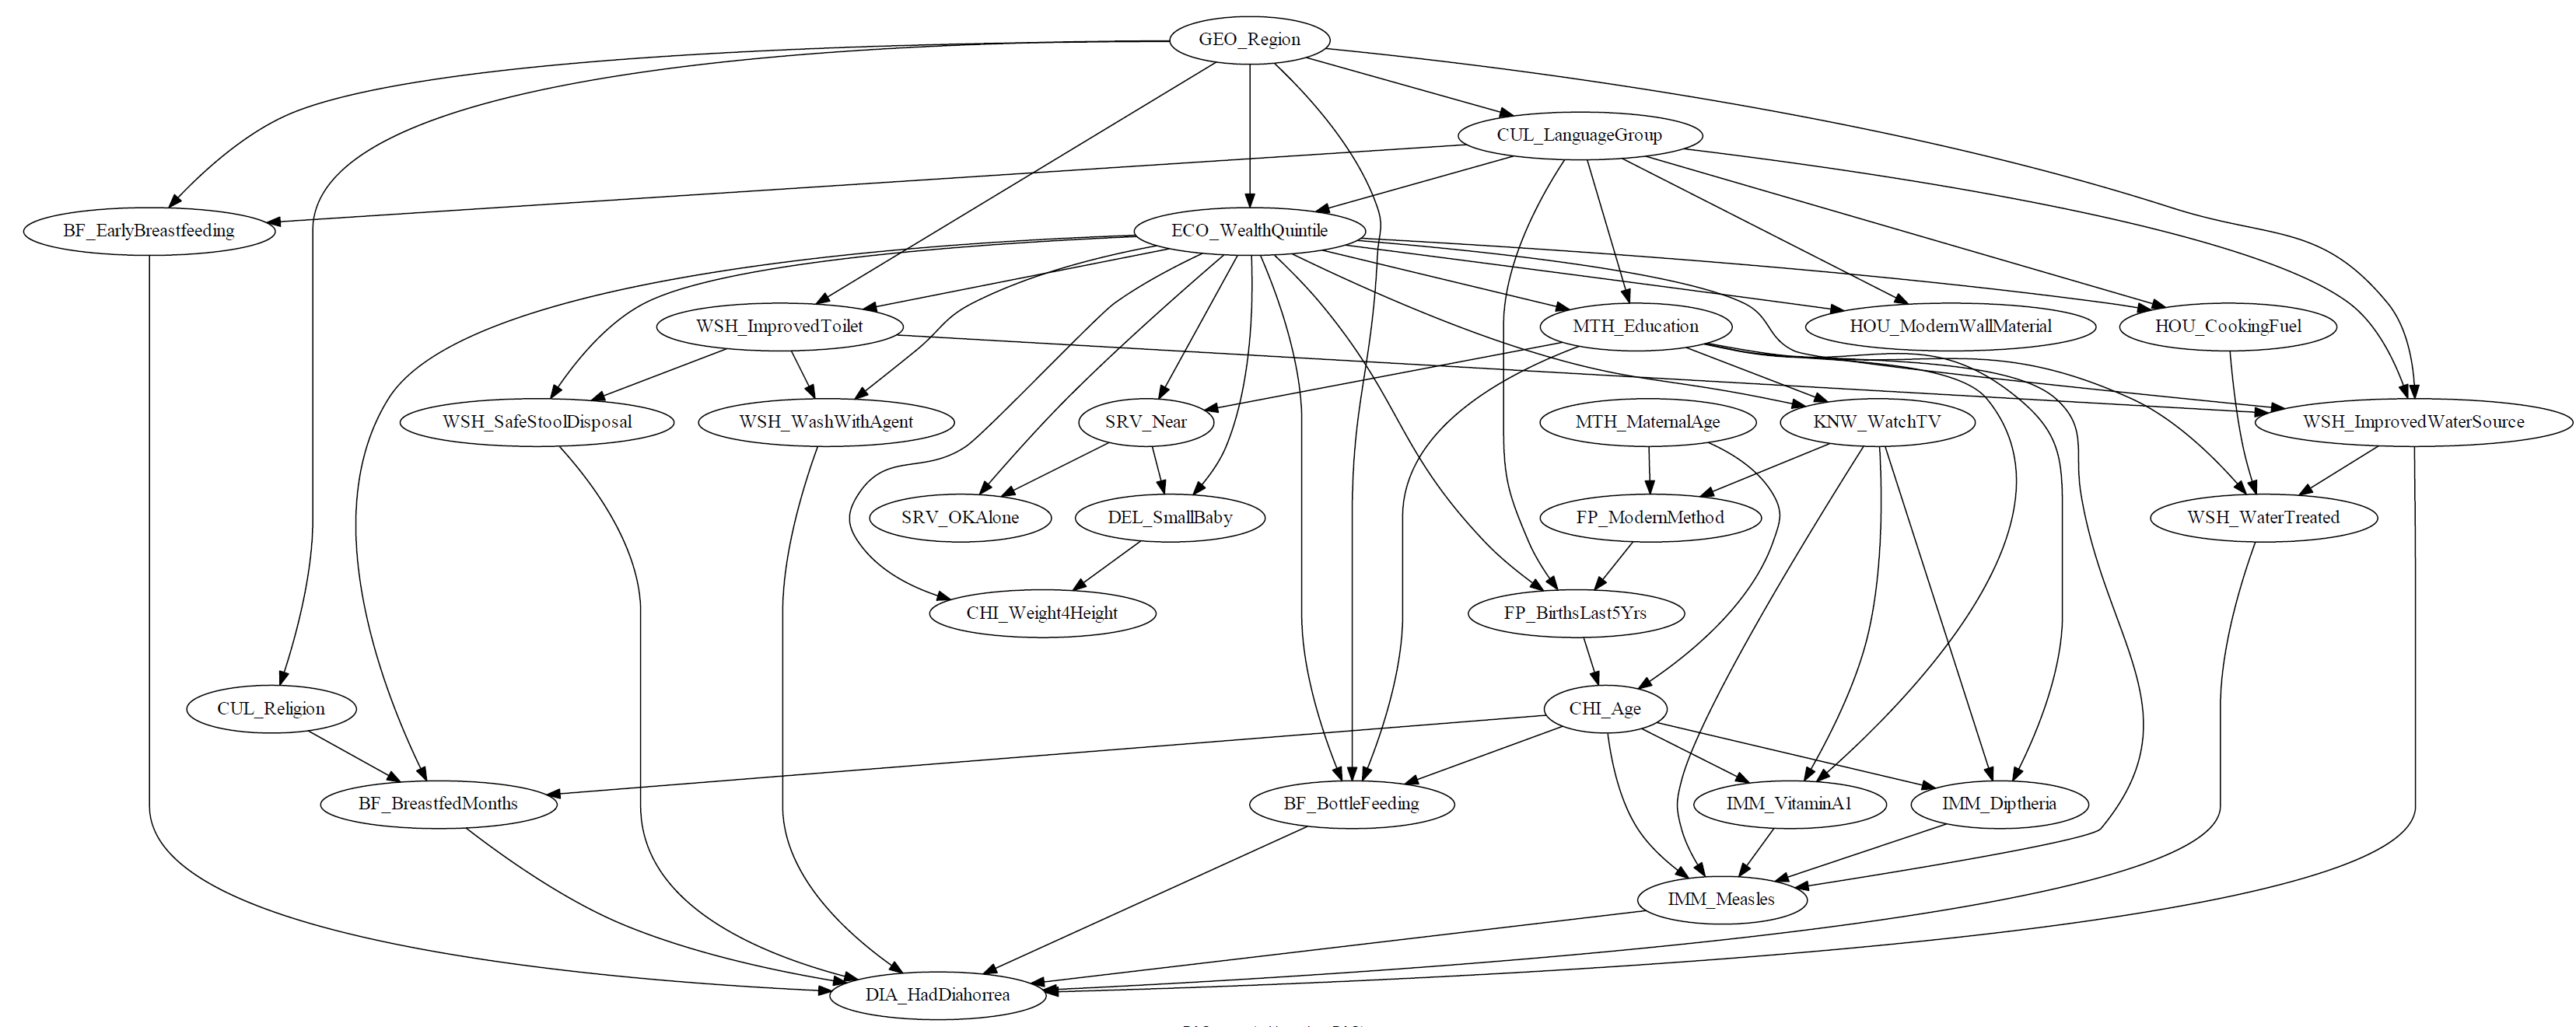 GEO_Region
CUL_LanguageGroup
BF_EarlyBreastfeeding
ECO_WealthQuintile
WSH_ImprovedToilet
MTH_Education
HOU_ModernWallMaterial
HOU_CookingFuel
WSH_SafeStoolDisposal
WSH_WashWithAgent
SRV_Near
MTH_MaternalAge
KNW_WatchTV
WSH_ImprovedWaterSource
SRV_OKAlone
DEL_SmallBaby
FP_ModernMethod
WSH_WaterTreated
CHI_Weight4Height
FP_BirthsLast5Yrs
CUL_Religion
CHI_Age
BF_BreastfedMonths
BF_BottleFeeding
IMM_VitaminA1
IMM_Diptheria
IMM_Measles
DIA_HadDiahorrea